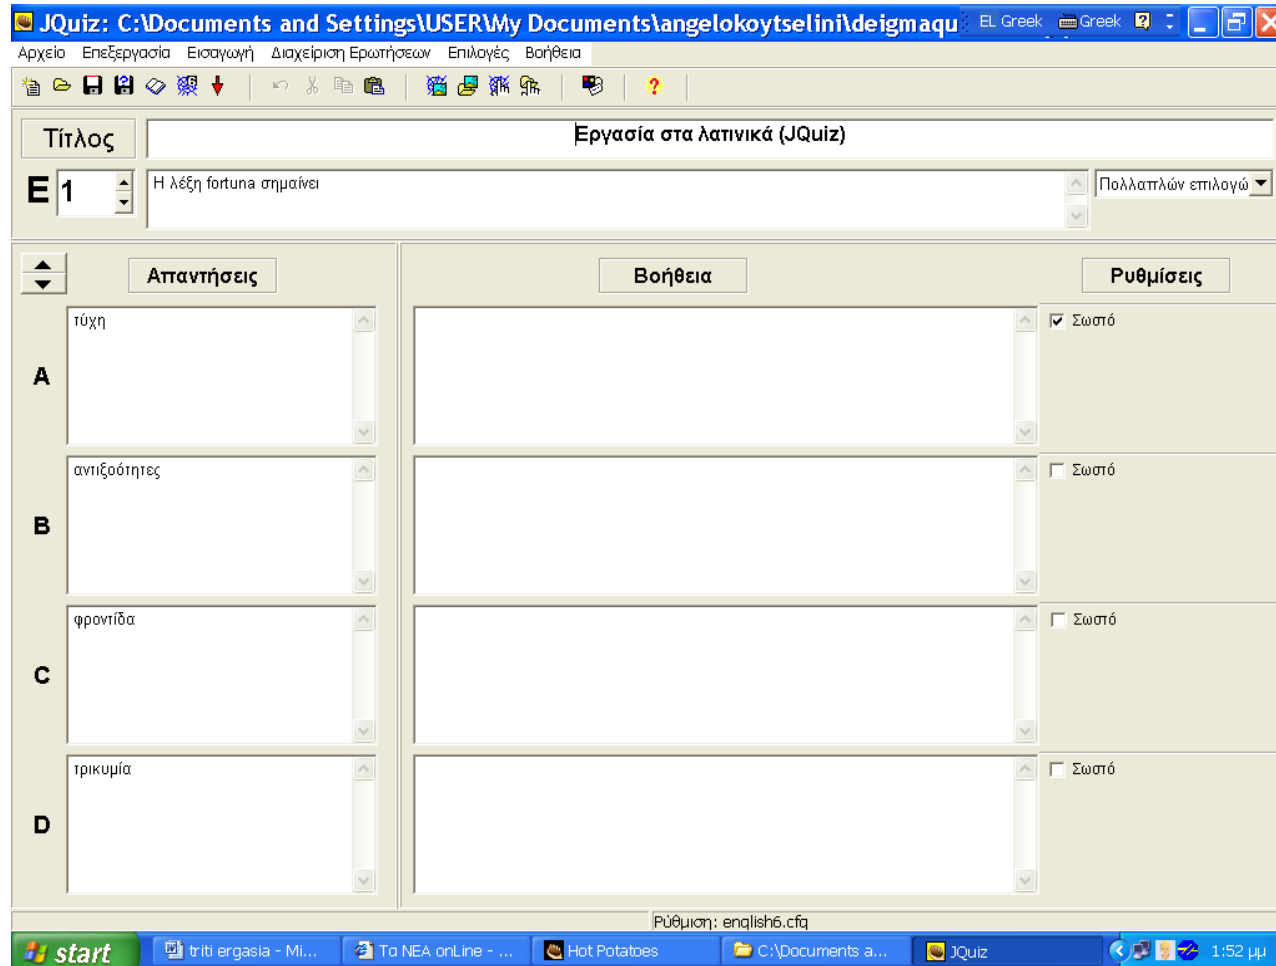 JQuiz: C:\Documents and Settings\USER\My Documents\angelokoytselini\deigmaqu
EL Greek Greek
Αρχείο Επεξεργασία Εισαγωγή Διαχείριση Ερωτήσεων Επιλογές Βοήθεια
Τίτλος Εργασία στα λατινικά (JQuiz)
Ε 1 Η λέξη fortuna σημαίνει Πολλαπλών επιλογώ
Απαντήσεις Βοήθεια Ρυθμίσεις
A τύχη Σωστό
B αντιξοότητες Σωστό
C φροντίδα Σωστό
D τρικυμία Σωστό
Ρύθμιση: english6.cfg
start triti ergasia - Mi... Τα ΝΕΑ onLine - ... Hot Potatoes C:\Documents a... JQuiz 1:52 μμ